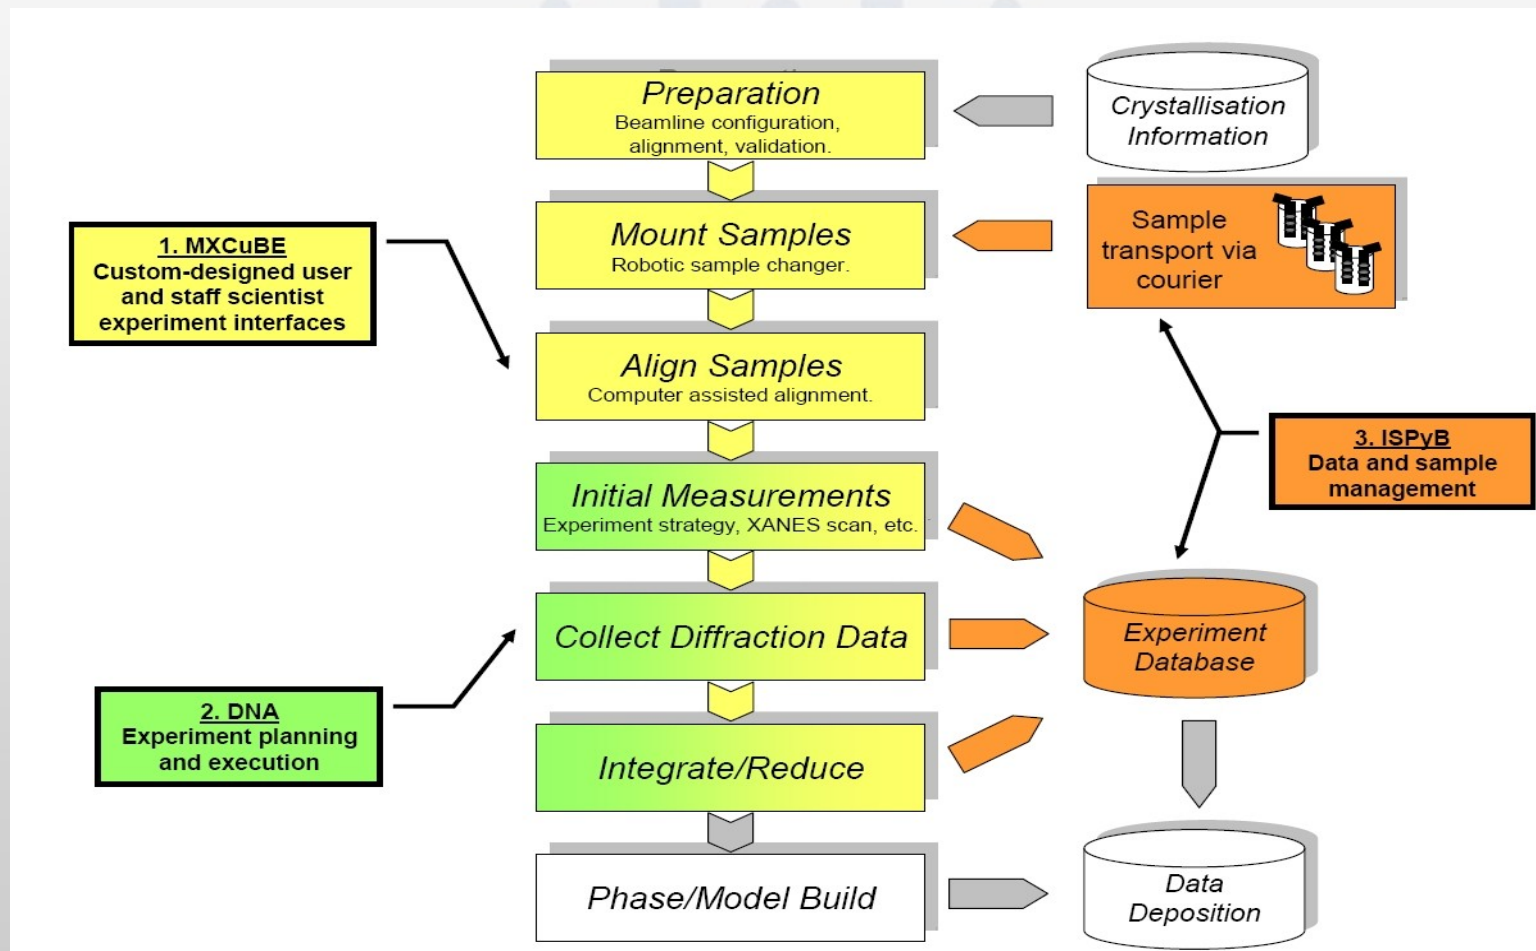 Preparation
Beamline configuration,
alignment, validation.
Crystallisation
Information
Mount Samples
Robotic sample changer.
Sample
transport via
courier
1. MXCuBE
Custom-designed user
and staff scientist
experiment interfaces
Align Samples
Computer assisted alignment.
3. ISPyB
Data and sample
management
Initial Measurements
Experiment strategy, XANES scan, etc.
Collect Diffraction Data
Experiment
Database
2. DNA
Experiment planning
and execution
Integrate/Reduce
Phase/Model Build
Data
Deposition